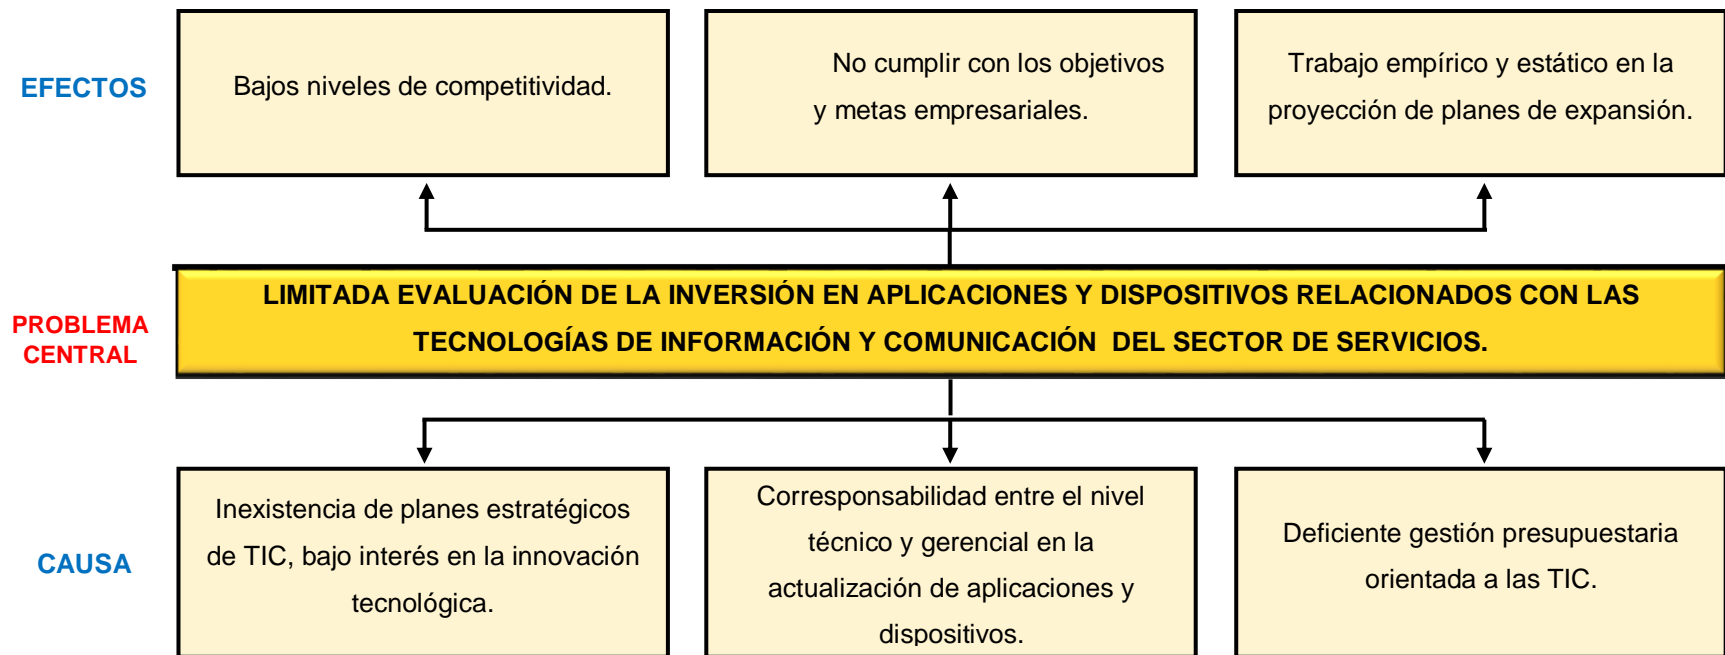 EFECTOS
Bajos niveles de competitividad.
No cumplir con los objetivos
y metas empresariales.
Trabajo empírico y estático en la
proyección de planes de expansión.
PROBLEMA
CENTRAL
LIMITADA EVALUACIÓN DE LA INVERSIÓN EN APLICACIONES Y DISPOSITIVOS RELACIONADOS CON LAS
TECNOLOGÍAS DE INFORMACIÓN Y COMUNICACIÓN DEL SECTOR DE SERVICIOS.
CAUSA
Inexistencia de planes estratégicos
de TIC, bajo interés en la innovación
tecnológica.
Corresponsabilidad entre el nivel
técnico y gerencial en la
actualización de aplicaciones y
dispositivos.
Deficiente gestión presupuestaria
orientada a las TIC.